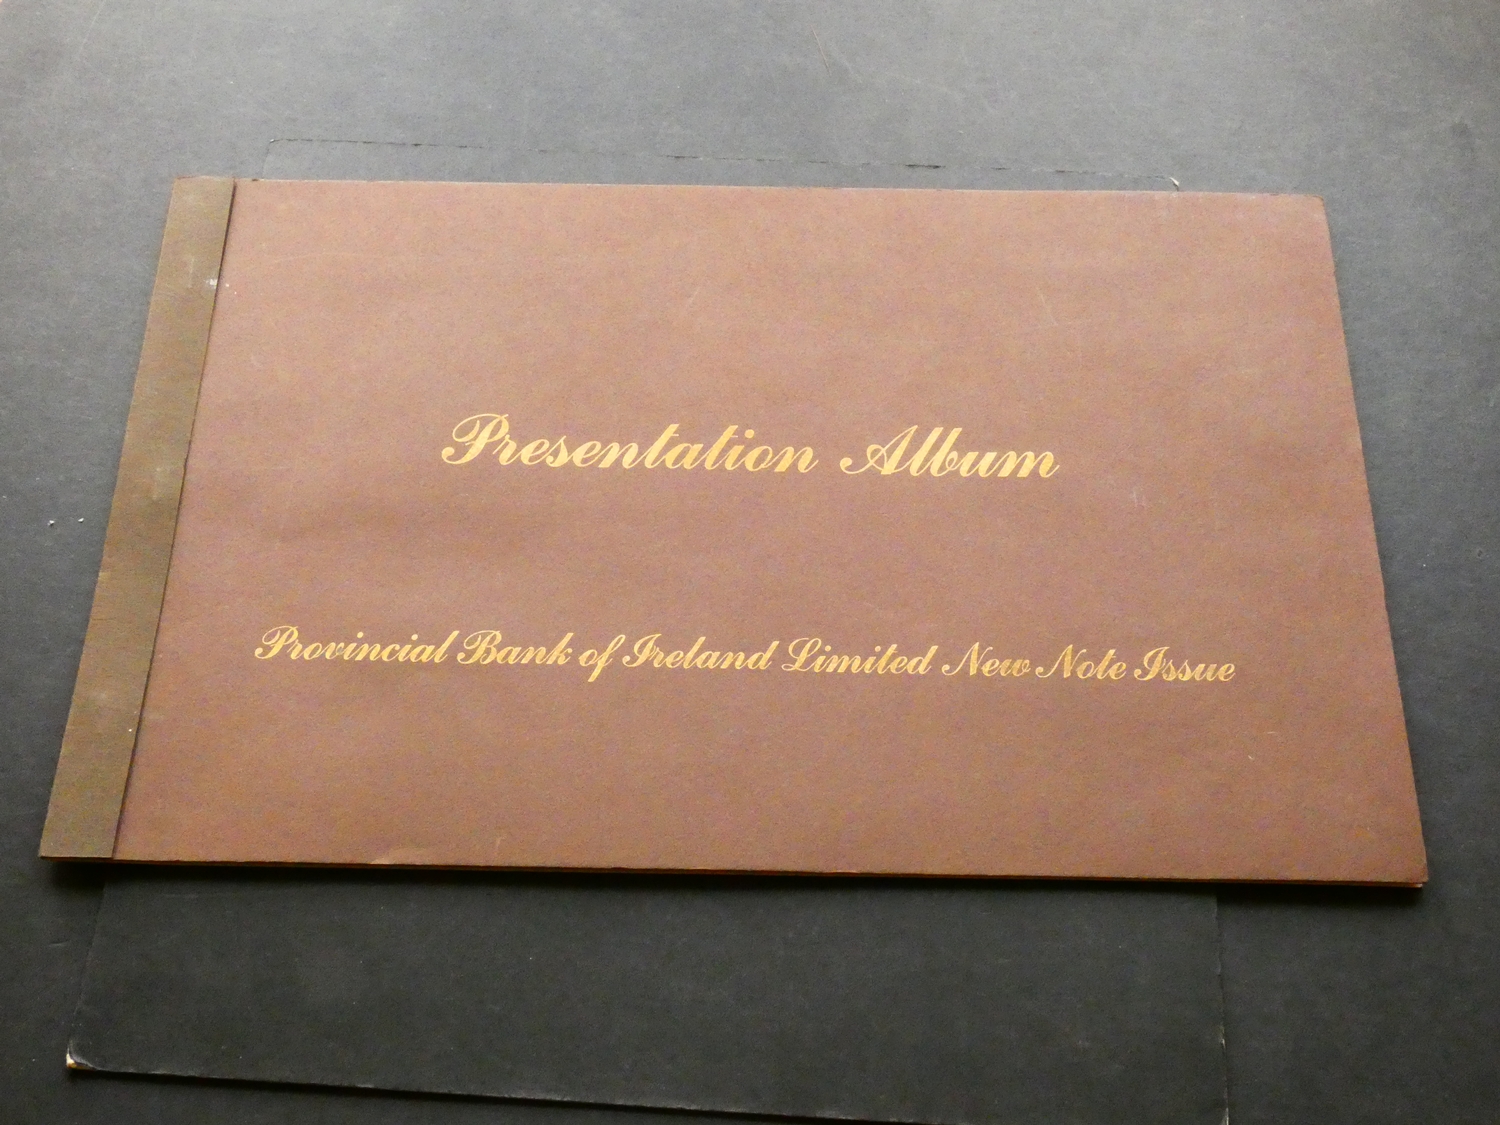 Presentation Album
Provincial Bank of Ireland Limited New Note Issue